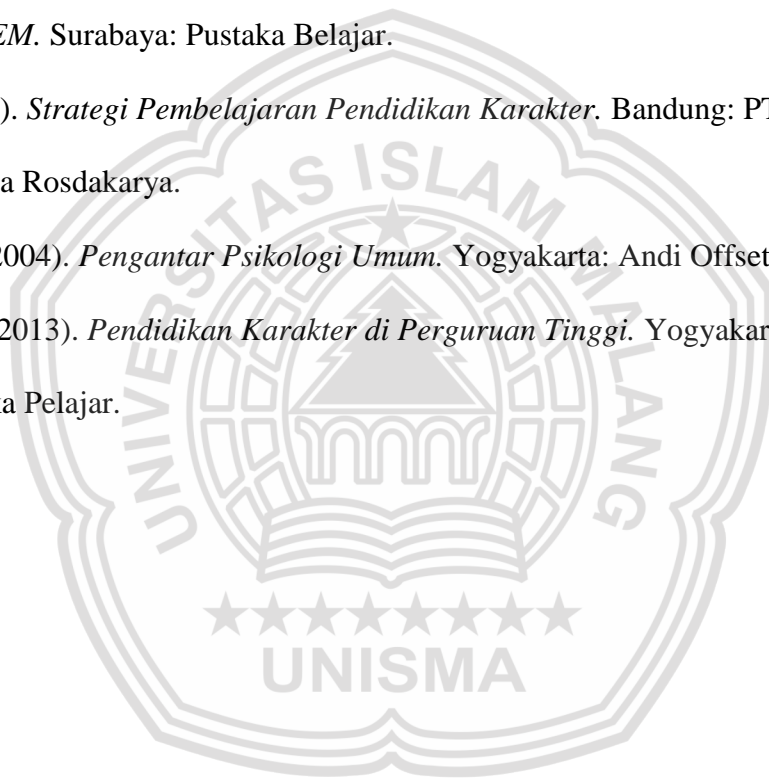 EM. Surabaya: Pustaka Belajar.
). Strategi Pembelajaran Pendidikan Karakter. Bandung: PT
a Rosdakarya.
2004). Pengantar Psikologi Umum. Yogyakarta: Andi Offset
2013). Pendidikan Karakter di Perguruan Tinggi. Yogyakar
ka Pelajar.
UNIVERSITAS ISLAM MALANG
UNISMA